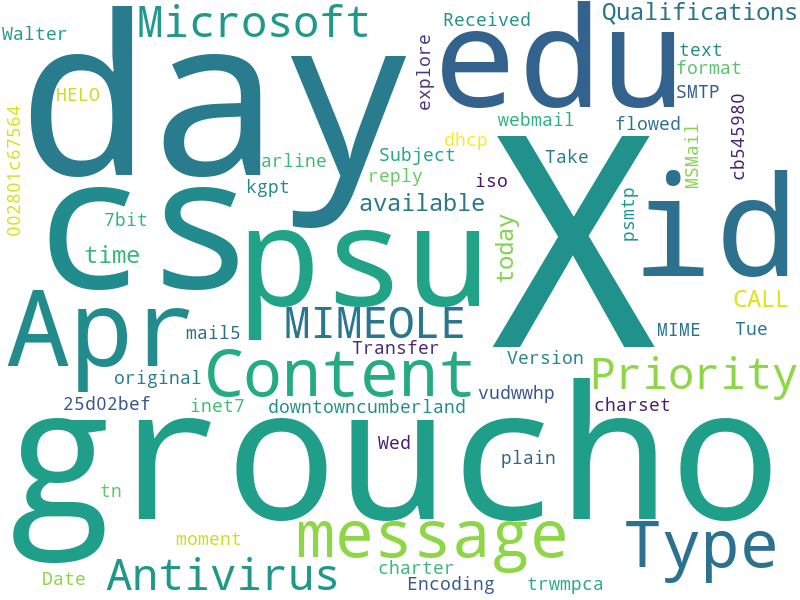 Walter
Microsoft
day
edu
Received
Qualifications
explore
text
format
HELO
SMTP
002801c67564
webmail
flowed
cb545980
dhcp
MSMail
arline
Subject
Take
kgpt
reply
iso
X
id
cs
psu
available
psmtp
7bit
time
today
CALL
Apr
mail5
MIMEOLE
MIME
Tue
Transfer
Version
original
Content
Priority
25d02bef
inet7
downtowncumberland
vudwwhp
charset
groucho
Wed
plain
tn
message
Type
moment
Date
Antivirus
charter
Encoding
trwmpca